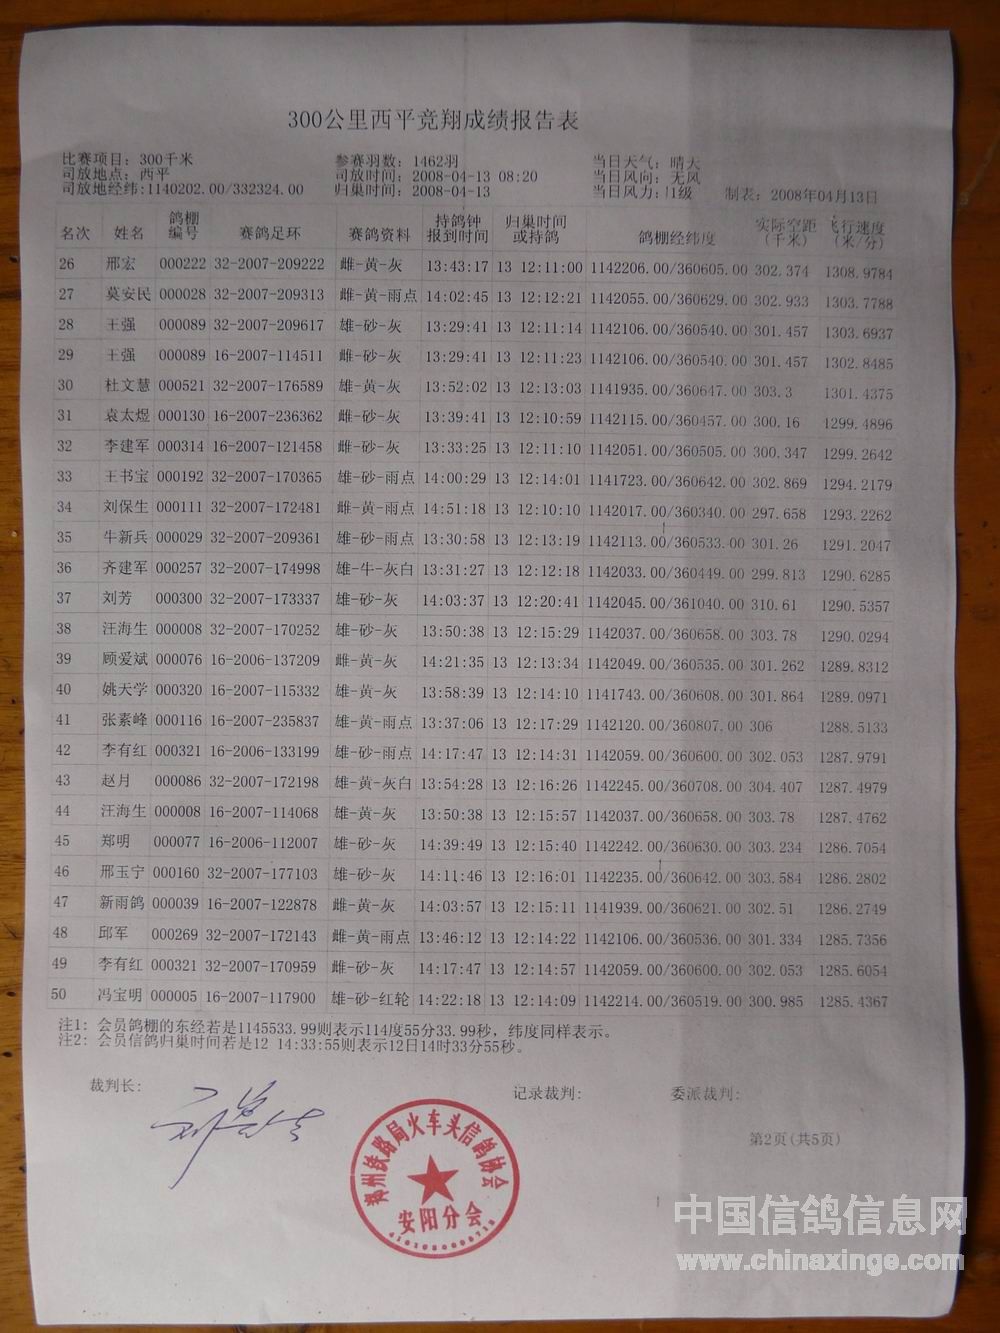 300公里西平竞翔成绩报告表
比赛项目: 300千米 参赛羽数: 1462羽 当日天气: 晴天
司放地点: 西平 司放时间: 2008-04-13 08:20 当日风向: 无风
司放地经纬:1140202.00/332324.00 归巢时间: 2008-04-13 当日风力: 1级 制表: 2008年04月13日
名次 姓名 鸽棚编号 赛鸽足环 赛鸽资料 持鸽钟报到时间 归巢时间或持鸽 鸽棚经纬度 实际空距(千米) 飞行速度(米/分)
26 邢宏 000222 32-2007-209222 雌-黄-灰 13:43:17 13 12:11:00 1142206.00/360605.00 302.374 1308.9784
27 莫安民 000028 32-2007-209313 雌-黄-雨点 14:02:45 13 12:12:21 1142055.00/360629.00 302.933 1303.7788
28 王强 000089 32-2007-209617 雄-砂-灰 13:29:41 13 12:11:14 1142106.00/360540.00 301.457 1303.6937
29 王强 000089 16-2007-114511 雌-砂-灰 13:29:41 13 12:11:23 1142106.00/360540.00 301.457 1302.8485
30 杜文慧 000521 32-2007-176589 雄-黄-灰 13:52:02 13 12:13:03 1141935.00/360647.00 303.3 1301.4375
31 袁太煜 000130 16-2007-236362 雌-砂-灰 13:39:41 13 12:10:59 1142115.00/360457.00 300.16 1299.4896
32 李建军 000314 16-2007-121458 雌-砂-灰 13:33:25 13 12:11:10 1142051.00/360505.00 300.347 1299.2642
33 王书宝 000192 32-2007-170365 雄-砂-雨点 14:00:29 13 12:14:01 1141723.00/360642.00 302.869 1294.2179
34 刘保生 000111 32-2007-172481 雌-黄-雨点 14:51:18 13 12:10:10 1142017.00/360340.00 297.658 1293.2262
35 牛新兵 000029 32-2007-209361 雄-砂-雨点 13:30:58 13 12:13:19 1142113.00/360533.00 301.26 1291.2047
36 齐建军 000257 32-2007-174998 雄-牛-灰白 13:31:27 13 12:12:18 1142033.00/360449.00 299.813 1290.6285
37 刘芳 000300 32-2007-173337 雄-砂-灰 14:03:37 13 12:20:41 1142045.00/361040.00 310.61 1290.5357
38 汪海生 000008 32-2007-170252 雄-砂-灰 13:50:38 13 12:15:29 1142037.00/360658.00 303.78 1290.0294
39 顾爱斌 000076 16-2006-137209 雌-黄-灰 14:21:35 13 12:13:34 1142049.00/360535.00 301.262 1289.8312
40 姚天学 000320 16-2007-115332 雄-黄-灰 13:58:39 13 12:14:10 1141743.00/360608.00 301.864 1289.0971
41 张素峰 000116 16-2007-235837 雄-黄-雨点 13:37:06 13 12:17:29 1142120.00/360807.00 306 1288.5133
42 李有红 000321 16-2006-133199 雄-砂-雨点 14:17:47 13 12:14:31 1142059.00/360600.00 302.053 1287.9791
43 赵月 000086 32-2007-172198 雄-黄-灰白 13:54:28 13 12:16:26 1142245.00/360708.00 304.407 1287.4979
44 汪海生 000008 16-2007-114068 雄-黄-灰 13:50:38 13 12:15:57 1142037.00/360658.00 303.78 1287.4762
45 郑明 000077 16-2006-112007 雄-砂-灰 14:39:49 13 12:15:40 1142242.00/360630.00 303.234 1286.7054
46 邢玉宁 000160 32-2007-177103 雄-砂-灰 14:11:46 13 12:16:01 1142235.00/360642.00 303.584 1286.2802
47 新雨鸽 000039 16-2007-122878 雌-黄-灰 14:03:57 13 12:15:11 1141939.00/360621.00 302.51 1286.2749
48 邱军 000269 32-2007-172143 雌-黄-雨点 13:46:12 13 12:14:22 1142106.00/360536.00 301.334 1285.7356
49 李有红 000321 32-2007-170959 雌-砂-灰 14:17:47 13 12:14:57 1142059.00/360600.00 302.053 1285.6054
50 冯宝明 000005 16-2007-117900 雄-砂-红轮 14:22:18 13 12:14:09 1142214.00/360519.00 300.985 1285.4367
注1: 会员鸽棚的东经若是1145533.99则表示114度55分33.99秒，纬度同样表示。
注2: 会员信鸽归巢时间若是12 14:33:55则表示12日14时33分55秒。
裁判长: 记录裁判: 委派裁判:
郑州铁路局火车头信鸽协会
安阳分会
第2页(共5页)
中国信鸽信息网
www.chinaxinge.com